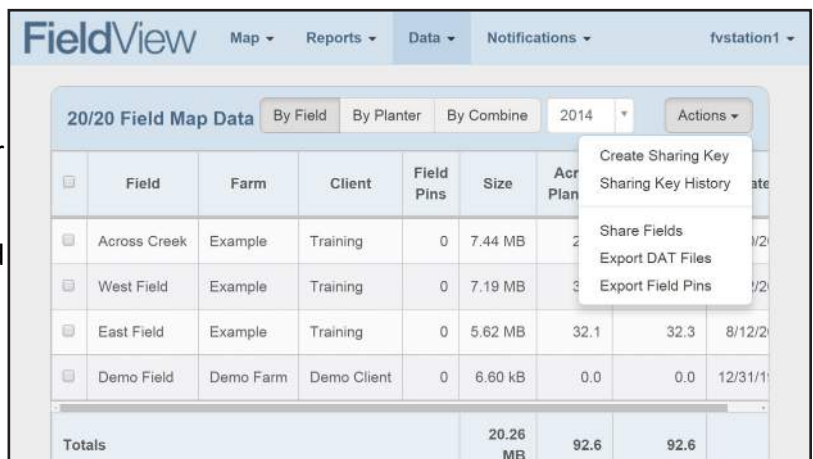 FieldView Map Reports Data Notifications fvstation1
20/20 Field Map Data By Field By Planter By Combine 2014 Actions
Create Sharing Key
Sharing Key History
Share Fields
Export DAT Files
Export Field Pins
Field Farm Client Field Pins Size
Across Creek Example Training 0 7.44 MB
West Field Example Training 0 7.19 MB
East Field Example Training 0 5.62 MB 32.1 32.3 8/12/2
Demo Field Demo Farm Demo Client 0 6.60 kB 0.0 0.0 12/31/1
Totals 20.26 MB 92.6 92.6